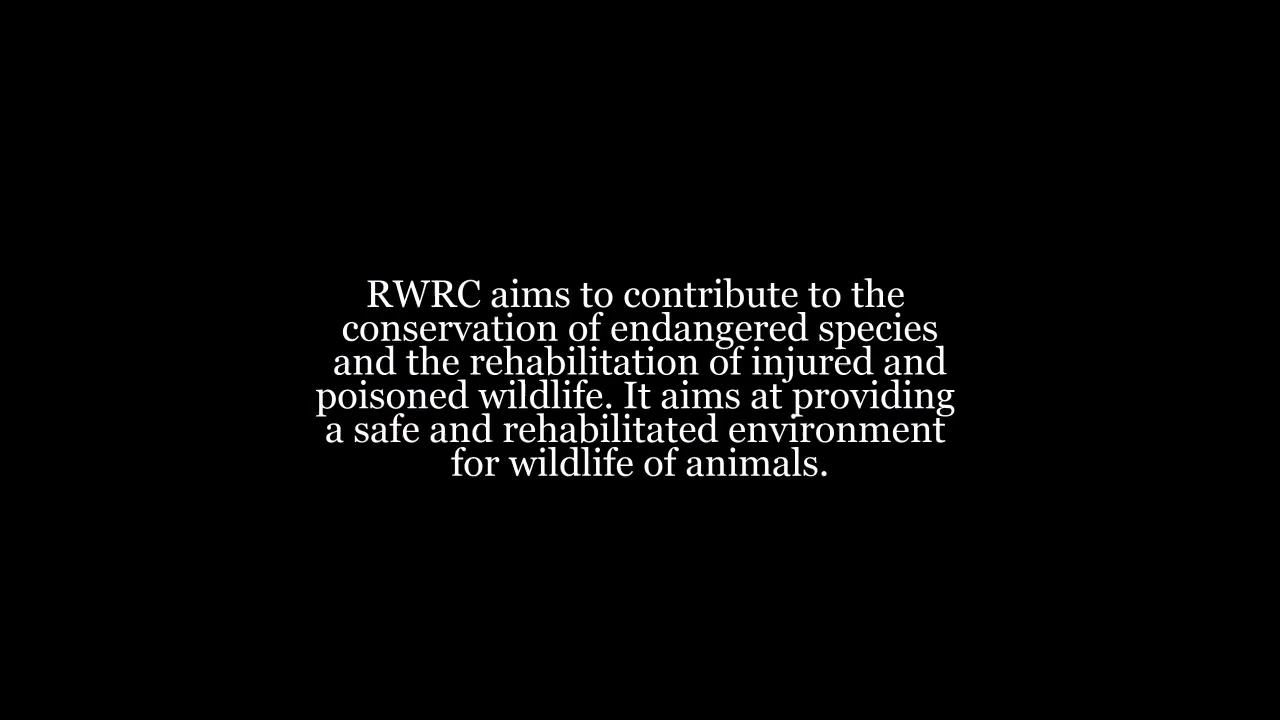 RWRC aims to contribute to the
conservation of endangered species
and the rehabilitation of injured and
poisoned wildlife. It aims at providing
a safe and rehabilitated environment
for wildlife of animals.